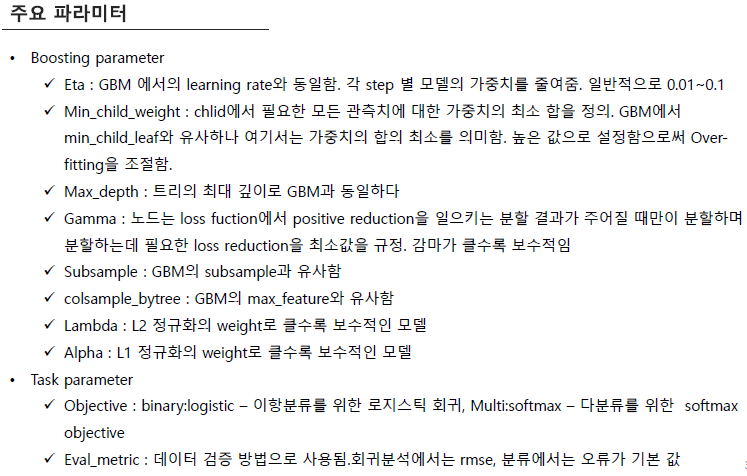 주요 파라미터
• Boosting parameter
✓ Eta : GBM 에서의 learning rate와 동일함. 각 step 별 모델의 가중치를 줄여줌. 일반적으로 0.01~0.1
✓ Min_child_weight : chlid에서 필요한 모든 관측치에 대한 가중치의 최소 합을 정의. GBM에서
min_child_leaf와 유사하나 여기서는 가중치의 합의 최소를 의미함. 높은 값으로 설정함으로써 Over-
fitting을 조절함.
✓ Max_depth : 트리의 최대 깊이로 GBM과 동일하다
✓ Gamma : 노드는 loss fuction에서 positive reduction을 일으키는 분할 결과가 주어질 때만이 분할하며
분할하는데 필요한 loss reduction을 최소값을 규정. 감마가 클수록 보수적임
✓ Subsample : GBM의 subsample과 유사함
✓ colsample_bytree : GBM의 max_feature와 유사함
✓ Lambda : L2 정규화의 weight로 클수록 보수적인 모델
✓ Alpha : L1 정규화의 weight로 클수록 보수적인 모델
• Task parameter
✓ Objective : binary:logistic – 이항분류를 위한 로지스틱 회귀, Multi:softmax – 다분류를 위한 softmax
objective
✓ Eval_metric : 데이터 검증 방법으로 사용됨.회귀분석에서는 rmse, 분류에서는 오류가 기본 값